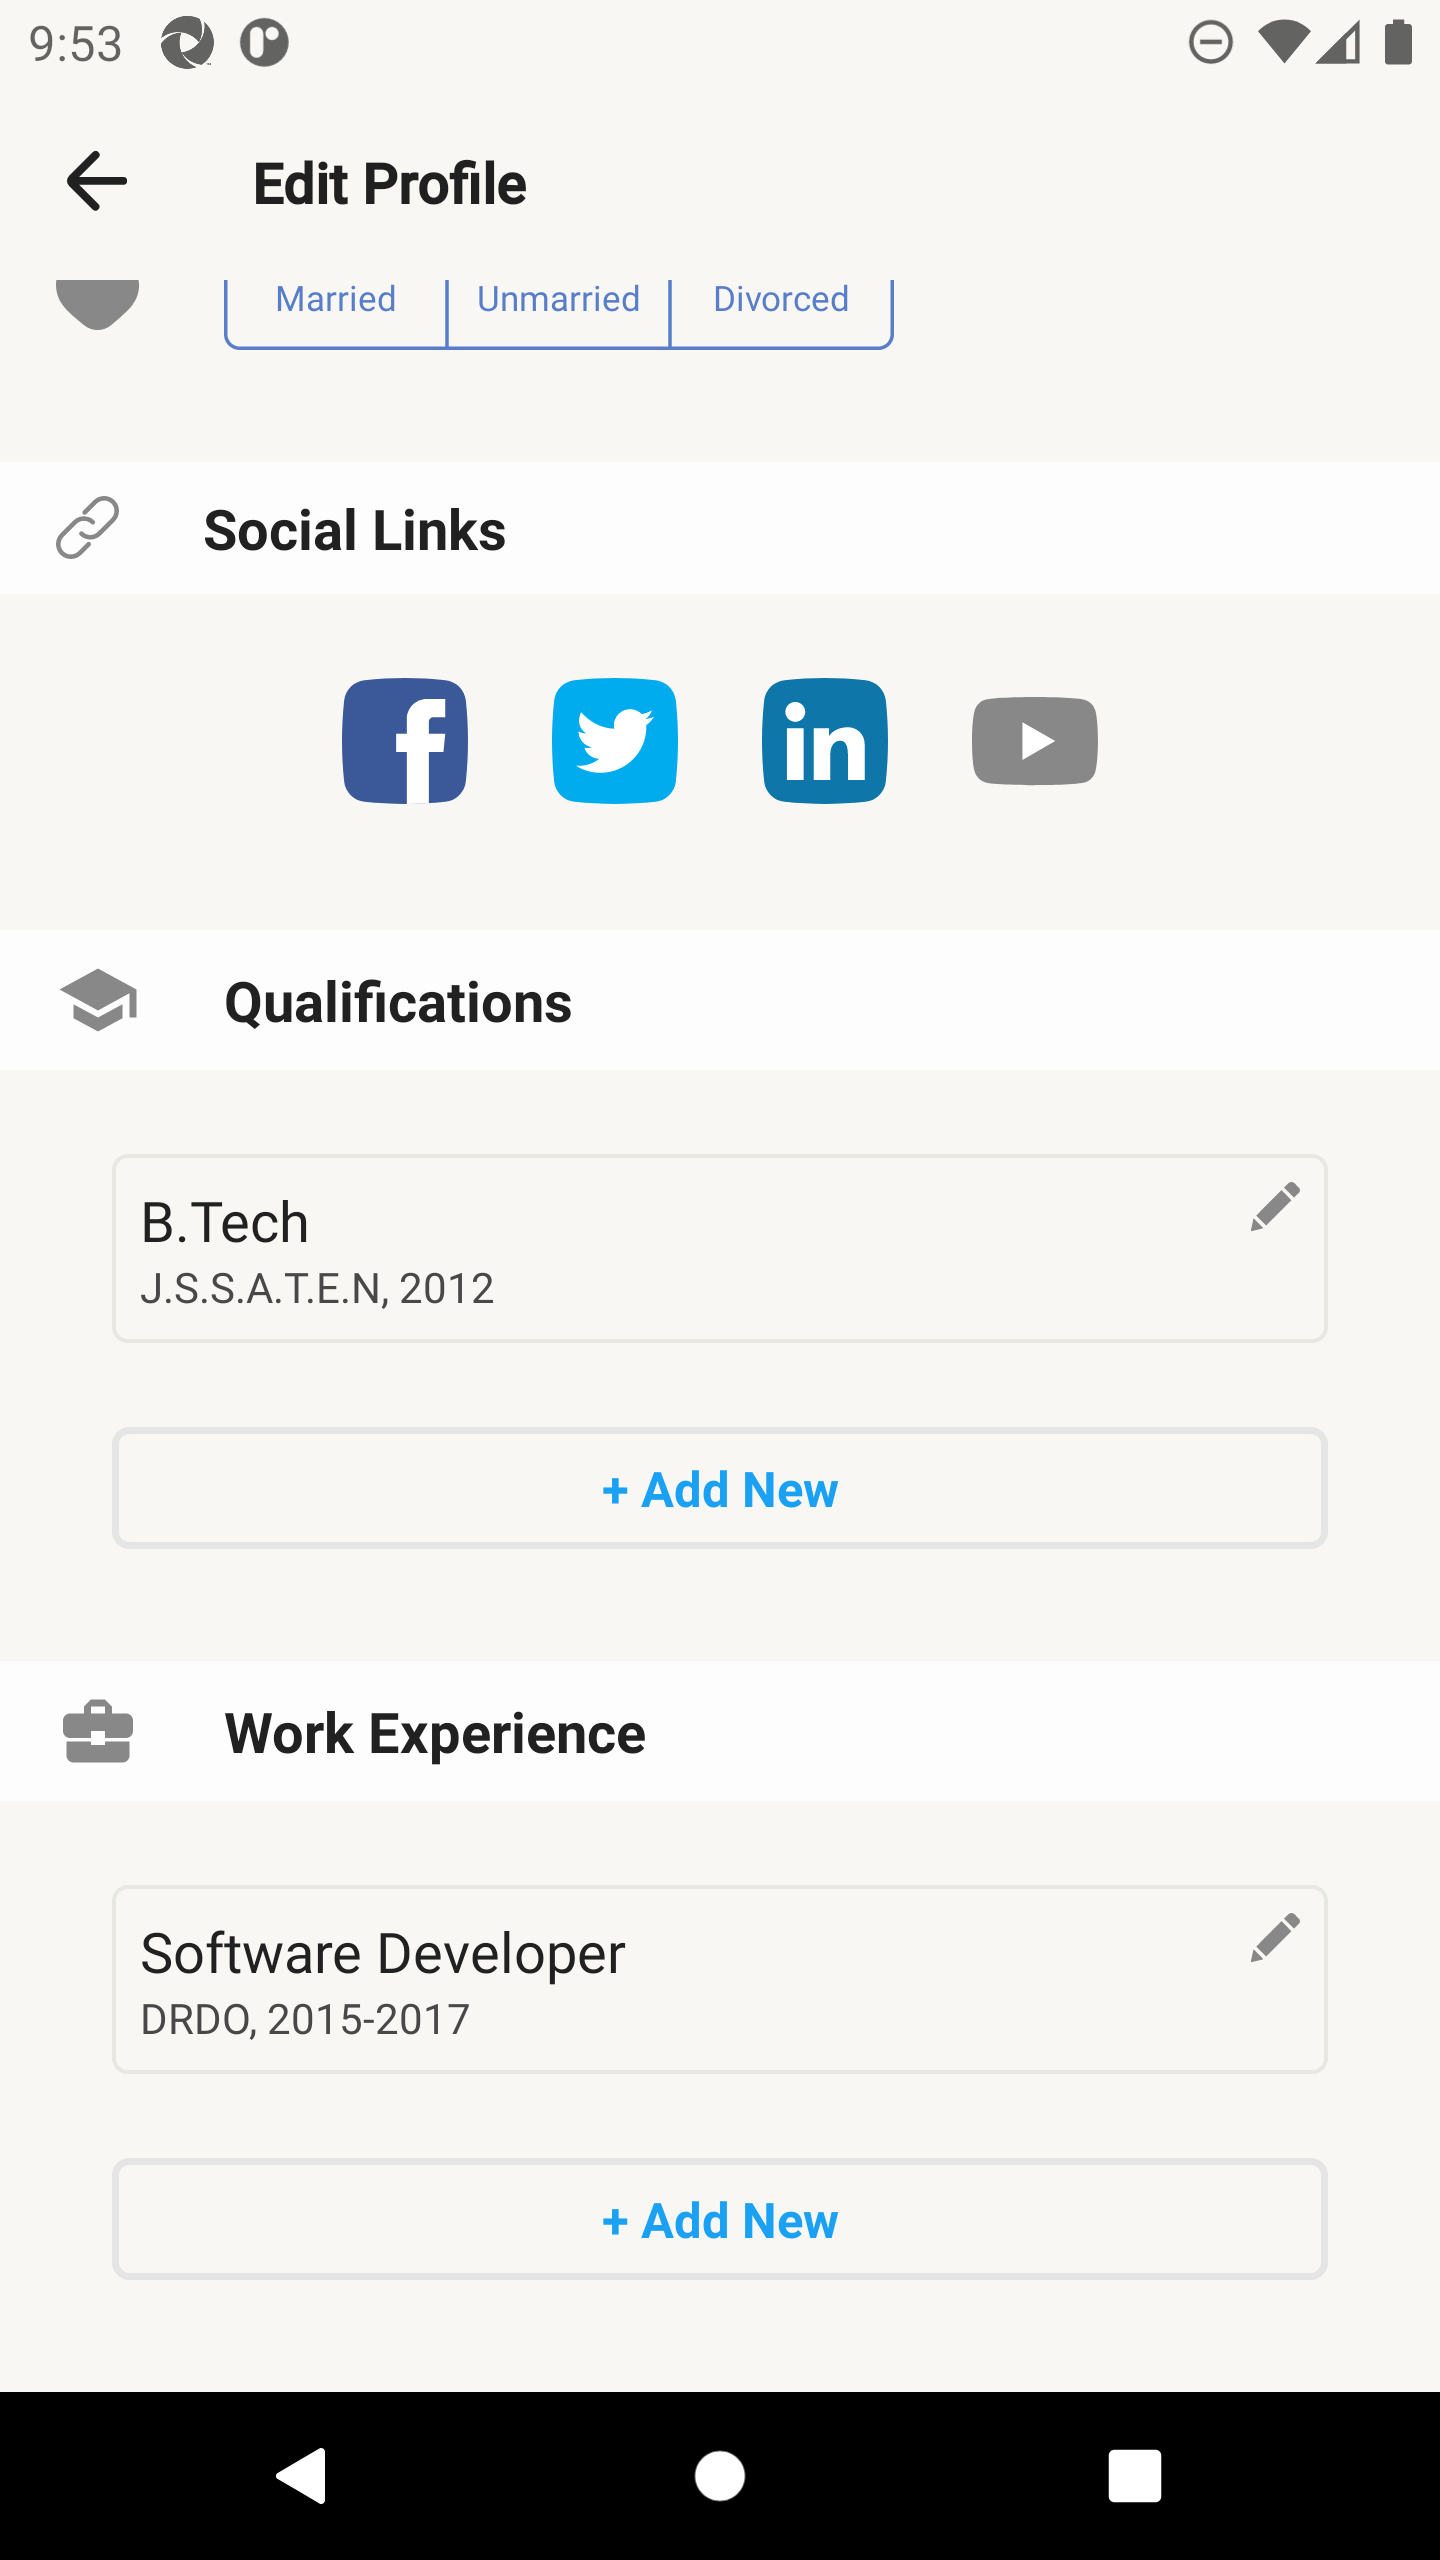 9:53
Edit Profile
Married Unmarried Divorced
Social Links
Qualifications
B.Tech
J.S.S.A.T.E.N, 2012
+ Add New
Work Experience
Software Developer
DRDO, 2015-2017
+ Add New